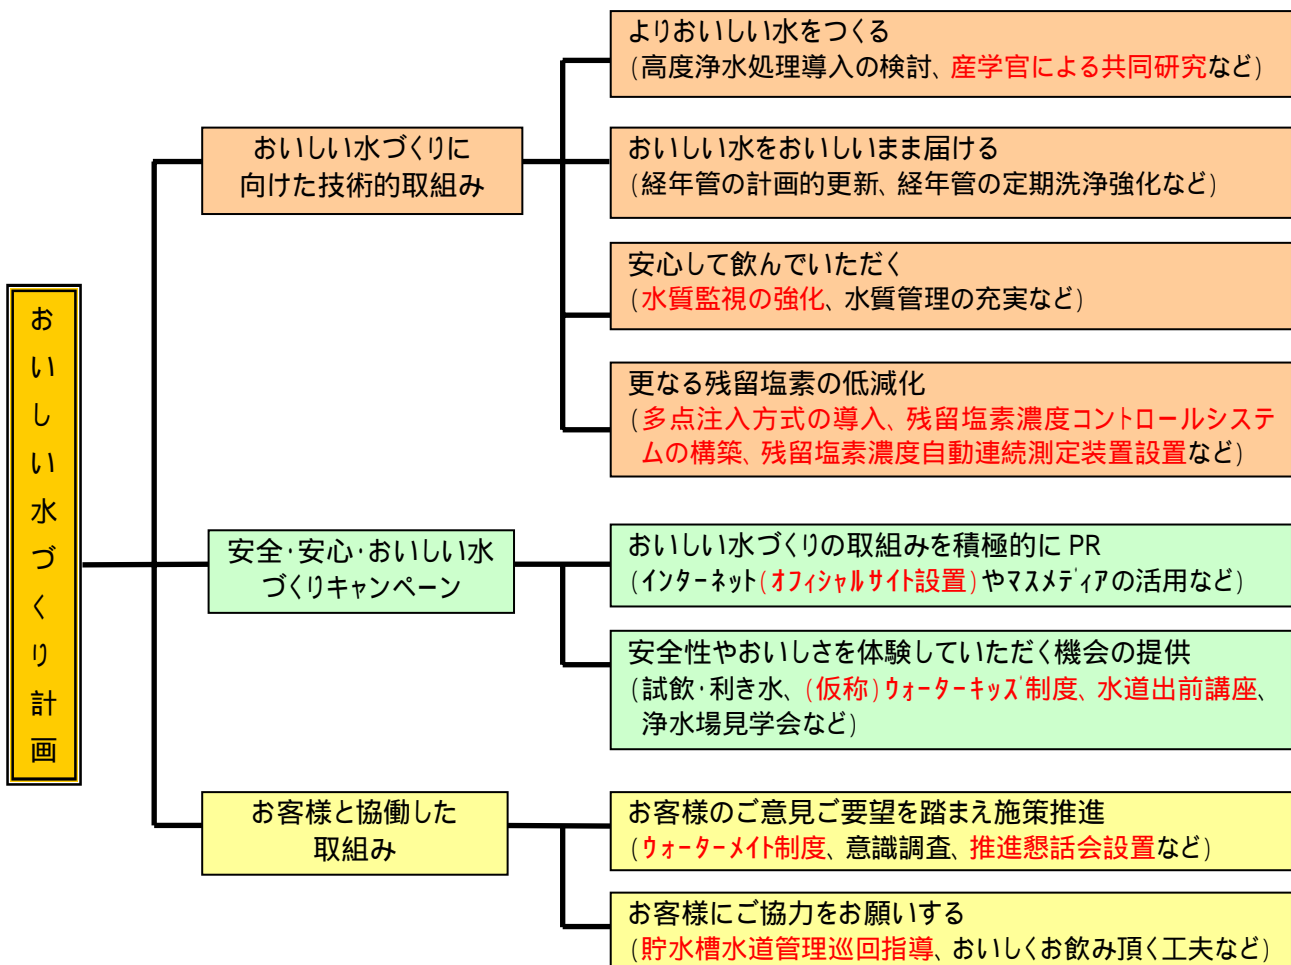 おいしい水づくり計画
おいしい水づくりに
向けた技術的取組み
よりおいしい水をつくる
(高度浄水処理導入の検討、産学官による共同研究など)
おいしい水をおいしいまま届ける
(経年管の計画的更新、経年管の定期洗浄強化など)
安心して飲んでいただく
(水質監視の強化、水質管理の充実など)
更なる残留塩素の低減化
(多点注入方式の導入、残留塩素濃度コントロールシステ
ムの構築、残留塩素濃度自動連続測定装置設置など)
安全・安心・おいしい水
づくりキャンペーン
おいしい水づくりの取組みを積極的に PR
(インターネット(オフィシャルサイト設置)やマスメディアの活用など)
安全性やおいしさを体験していただく機会の提供
(試飲・利き水、(仮称)ウォーターキッズ制度、水道出前講座、
浄水場見学会など)
お客様と協働した
取組み
お客様のご意見ご要望を踏まえ施策推進
(ウォーターメイト制度、意識調査、推進懇話会設置など)
お客様にご協力をお願いする
(貯水槽水道管理巡回指導、おいしくお飲み頂く工夫など)